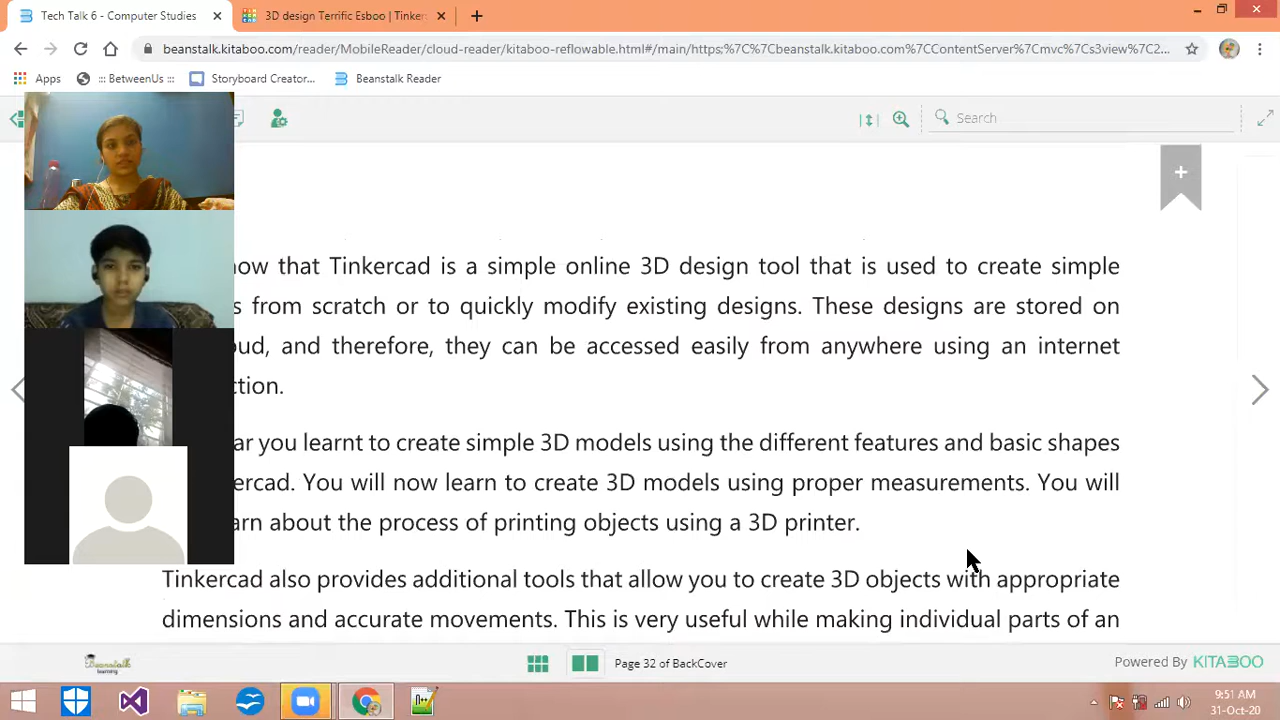 Tech Talk 6 - Computer Studies
3D design Terrific Esboo | Tinker
beanstalk.kitaboo.com/reader/MobileReader/cloud-reader/kitaboo-reflowable.html#/main/https;%7C%7Cbeanstalk.kitaboo.com%7CContentServer%7Cmvc%7Cs3view%7C2...
Apps
::: BetweenUs :::
Storyboard Creator...
Beanstalk Reader
Search
now that Tinkercad is a simple online 3D design tool that is used to create simple
s from scratch or to quickly modify existing designs. These designs are stored on
oud, and therefore, they can be accessed easily from anywhere using an internet
ction.
ar you learnt to create simple 3D models using the different features and basic shapes
ercad. You will now learn to create 3D models using proper measurements. You will
arn about the process of printing objects using a 3D printer.
Tinkercad also provides additional tools that allow you to create 3D objects with appropriate
dimensions and accurate movements. This is very useful while making individual parts of an
Beanstalk
learning
Page 32 of BackCover
Powered By KITABOO
9:51 AM
31-Oct-20